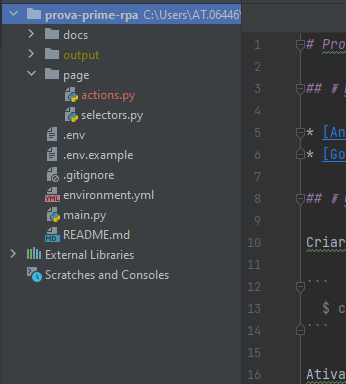 prova-prime-rpa C:\Users\AT.06446
docs
output
page
actions.py
selectors.py
.env
.env.example
.gitignore
environment.yml
main.py
README.md
External Libraries
Scratches and Consoles
1 # Pro
2
3 ##
4
5 * [An
6 * [Go
7
8 ##
9
10 Criar
11
12 ```
13 $ c
14 ```
15
16 Ativa